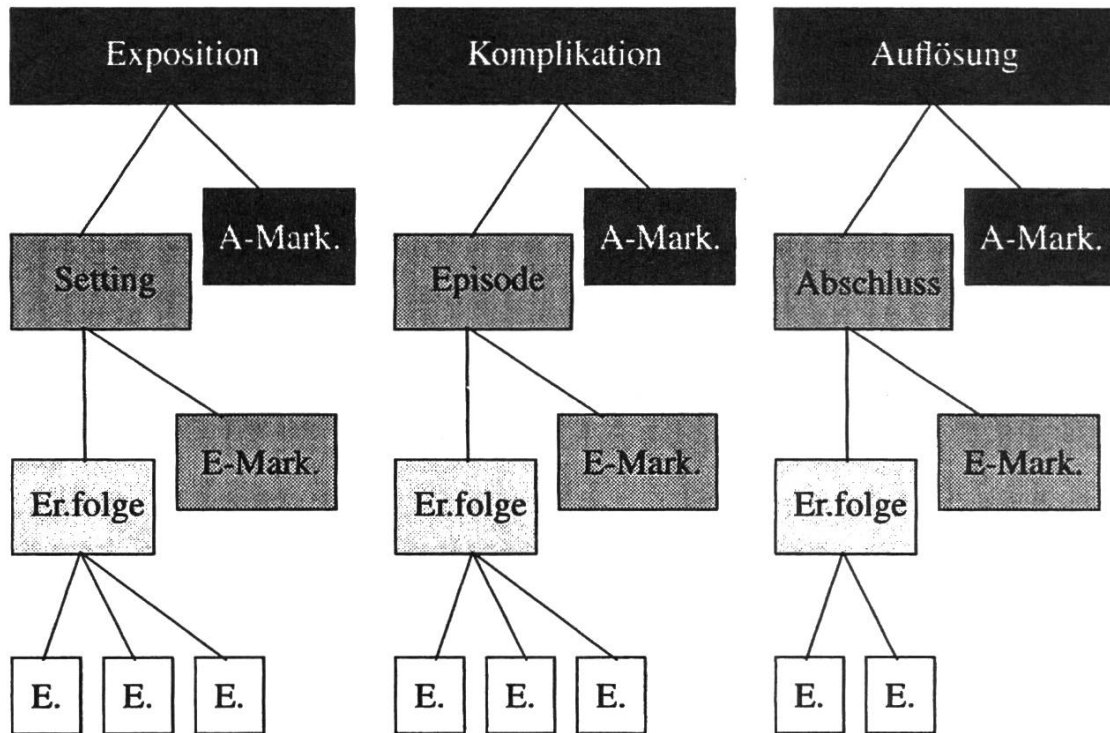 Exposition
Komplikation
Auflösung
A-Mark.
A-Mark.
A-Mark.
Setting
Episode
Abschluss
E-Mark.
E-Mark.
E-Mark.
Er.folge
Er.folge
Er.folge
E.
E.
E.
E.
E.
E.
E.
E.